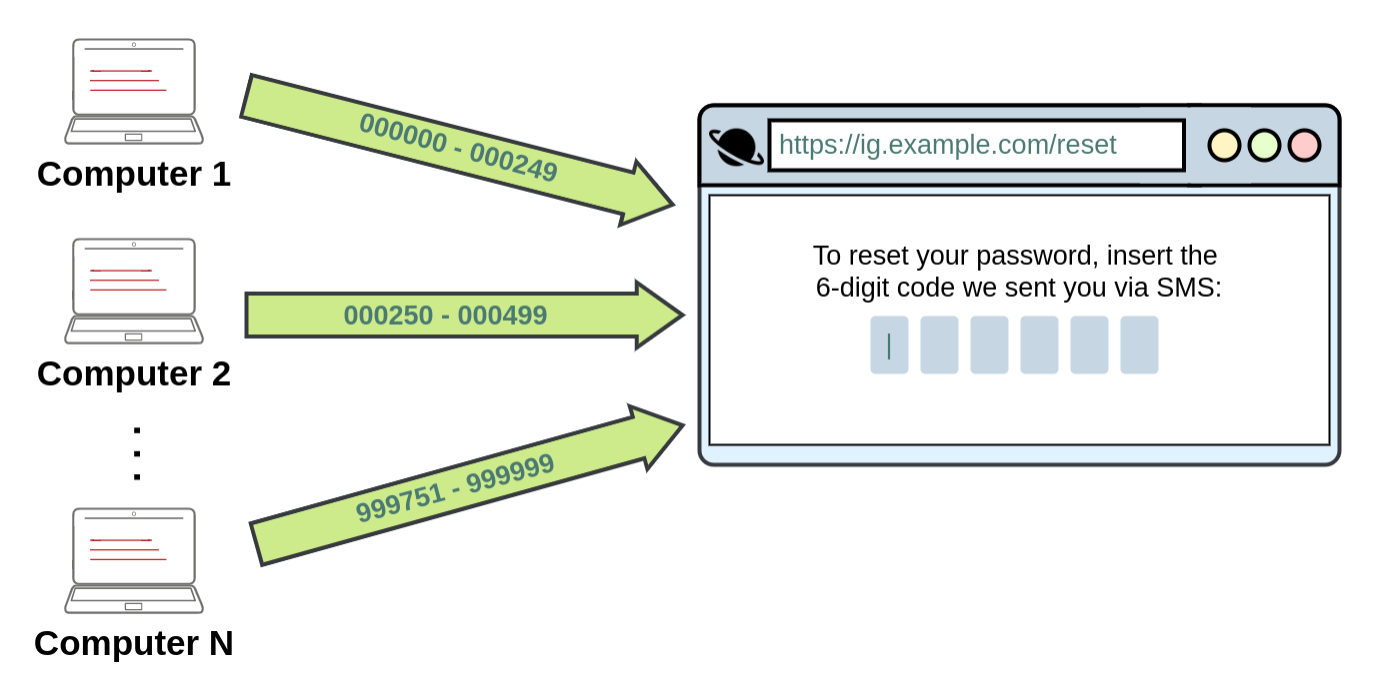 Computer 1
000000 - 000249
Computer 2
000250 - 000499
Computer N
999751 - 999999
https://ig.example.com/reset
To reset your password, insert the
6-digit code we sent you via SMS: